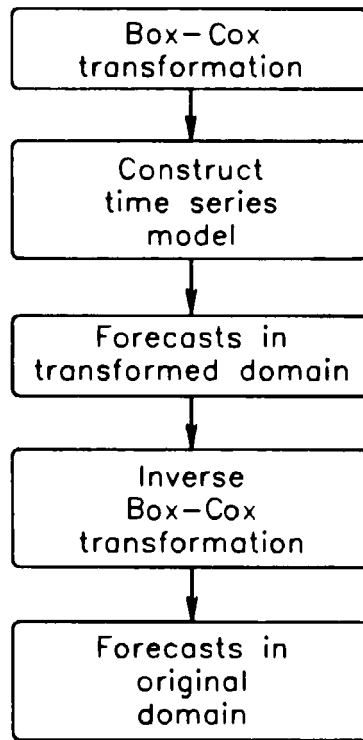 Box-Cox
transformation
Construct
time series
model
Forecasts in
transformed domain
Inverse
Box-Cox
transformation
Forecasts in
original
domain